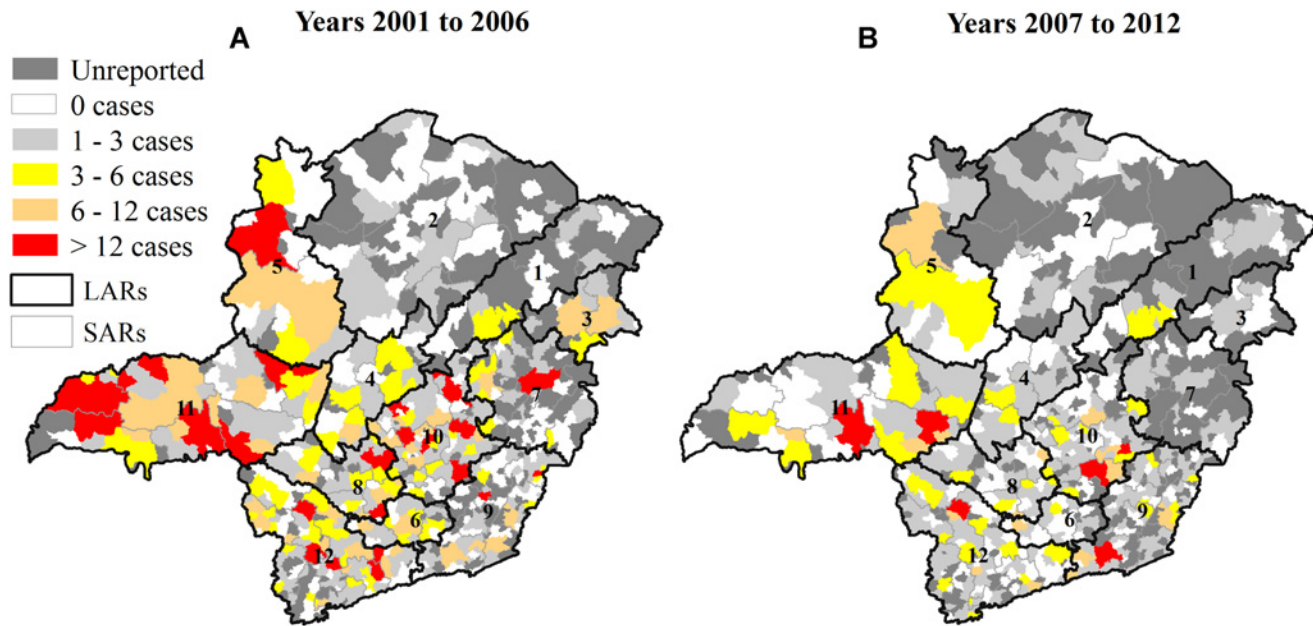 Years 2001 to 2006
Years 2007 to 2012
A
B
Unreported
0 cases
1 - 3 cases
3 - 6 cases
6 - 12 cases
> 12 cases
LARs
SARs
2
1
5
3
4
7
11
10
8
9
6
12
2
1
5
3
4
7
11
10
8
9
6
12